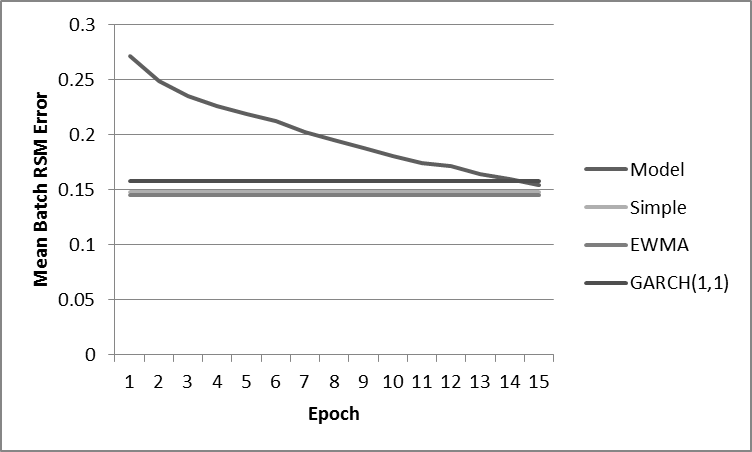 0.3
0.25
0.2
0.15
0.1
0.05
0
Mean Batch RSM Error
1 2 3 4 5 6 7 8 9 10 11 12 13 14 15
Epoch
Model
Simple
EWMA
GARCH(1,1)